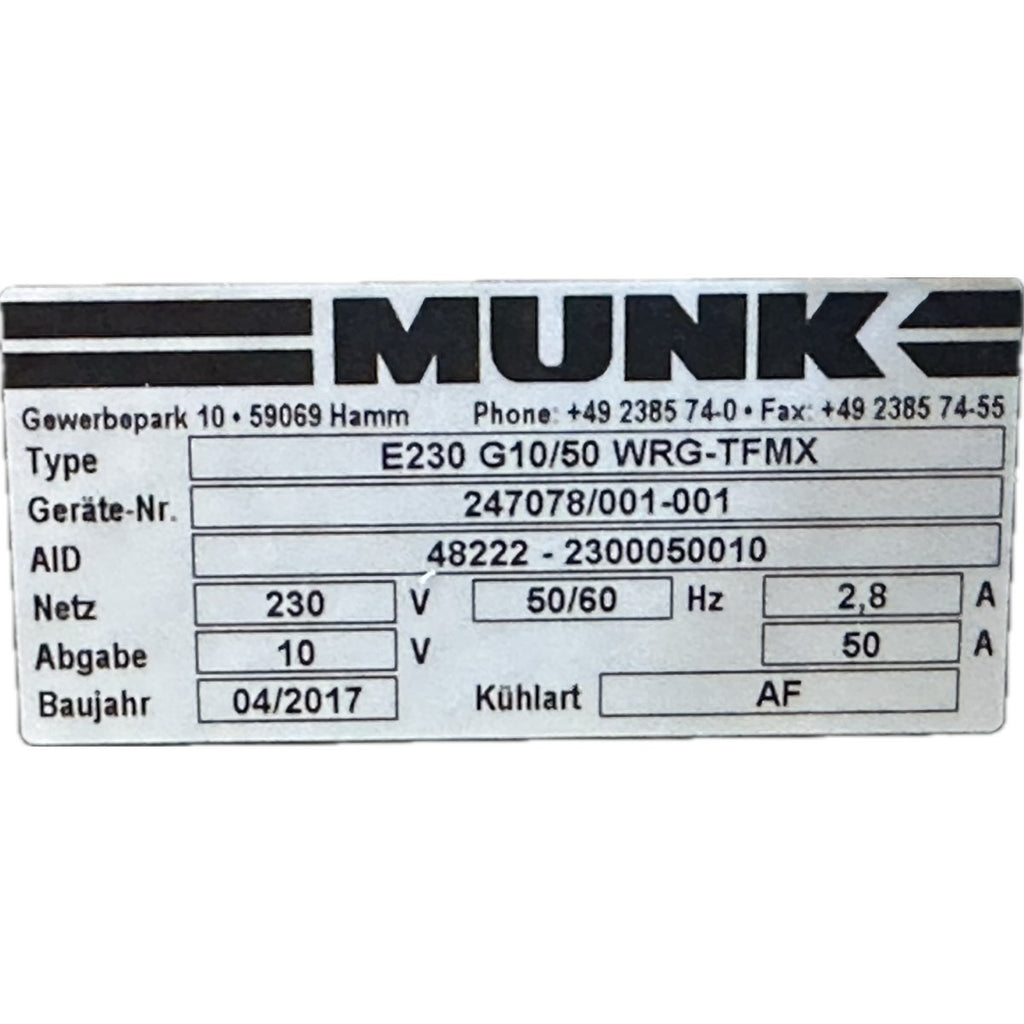 MUNK
Gewerbepark 10 • 59069 Hamm Phone: +49 2385 74-0 • Fax: +49 2385 74-55
Type E230 G10/50 WRG-TFMX
Geräte-Nr. 247078/001-001
AID 48222 - 2300050010
Netz 230 V 50/60 Hz 2,8 A
Abgabe 10 V 50 A
Baujahr 04/2017 Kühlart AF